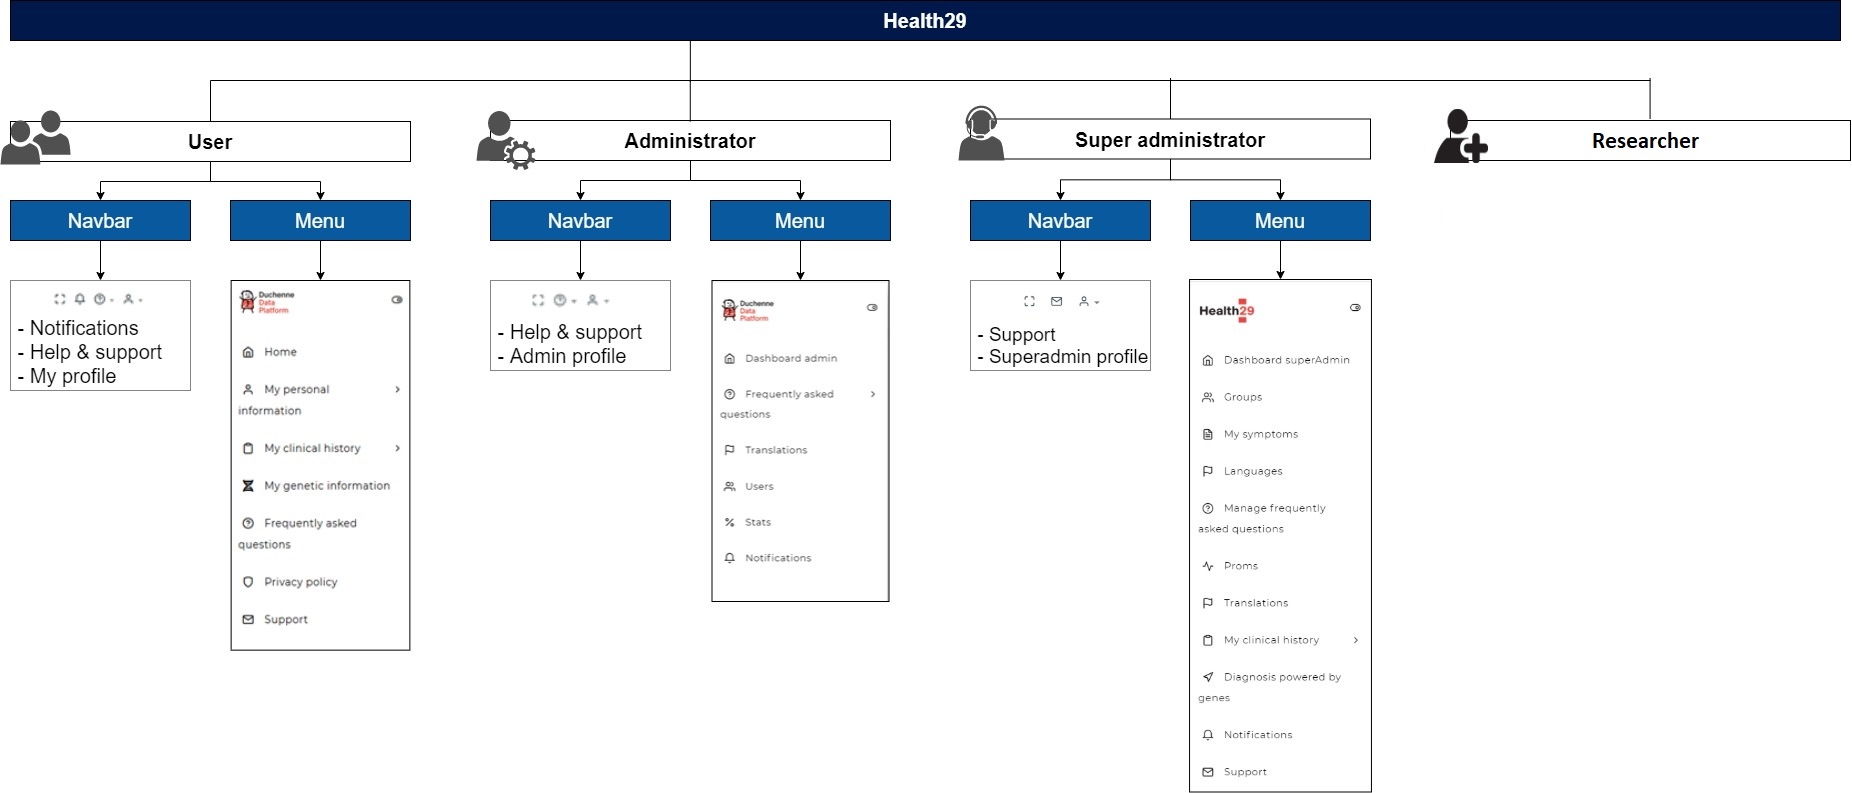 Health29
User
Administrator
Super administrator
Researcher
Navbar
Menu
Navbar
Menu
Navbar
Menu
- Notifications
- Help & support
- My profile
Duchenne
Data
Platform
Home
My personal
information
My clinical history
My genetic information
Frequently asked
questions
Privacy policy
Support
- Help & support
- Admin profile
Duchenne
Data
Platform
Dashboard admin
Frequently asked
questions
Translations
Users
Stats
Notifications
- Support
- Superadmin profile
Health29
Dashboard superAdmin
Groups
My symptoms
Languages
Manage frequently
asked questions
Proms
Translations
My clinical history
Diagnosis powered by
genes
Notifications
Support